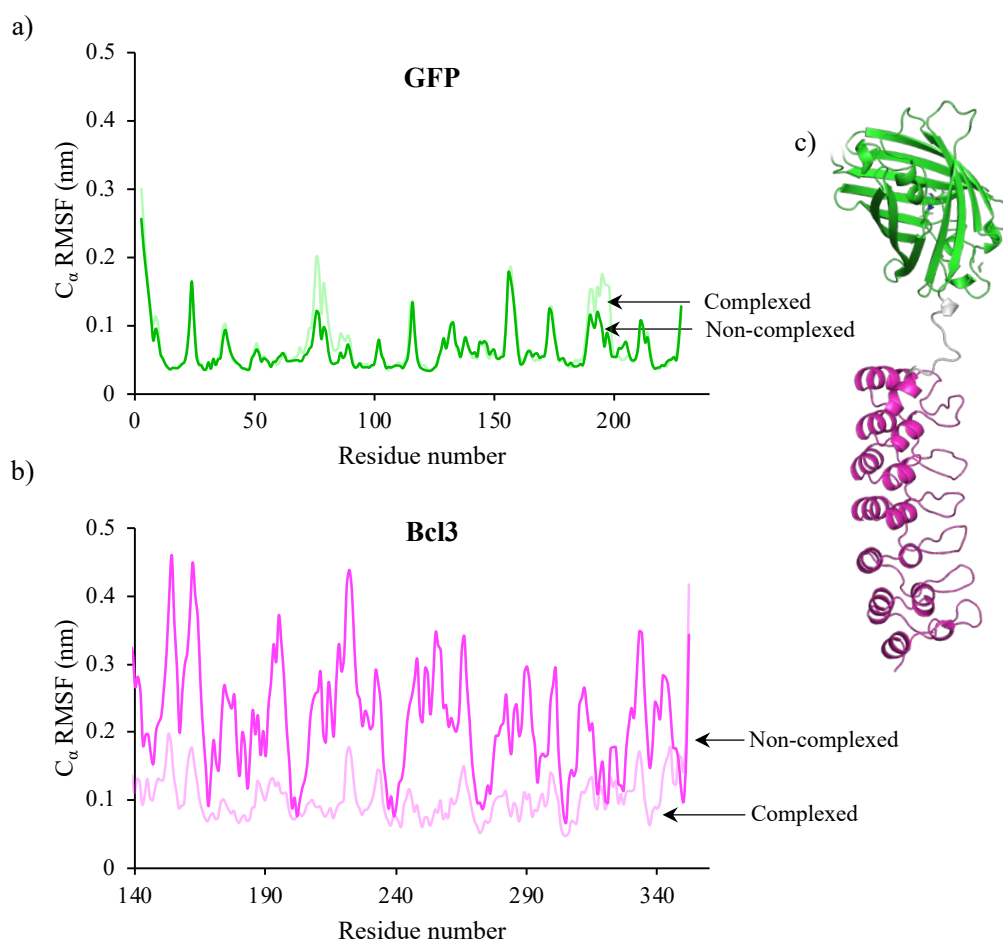 a)
GFP
0.5
0.4
0.3
0.2
0.1
0
Cα RMSF (nm)
0 50 100 150 200
Residue number
Complexed
Non-complexed
b)
Bcl3
0.5
0.4
0.3
0.2
0.1
0
Cα RMSF (nm)
140 190 240 290 340
Residue number
Non-complexed
Complexed
c)